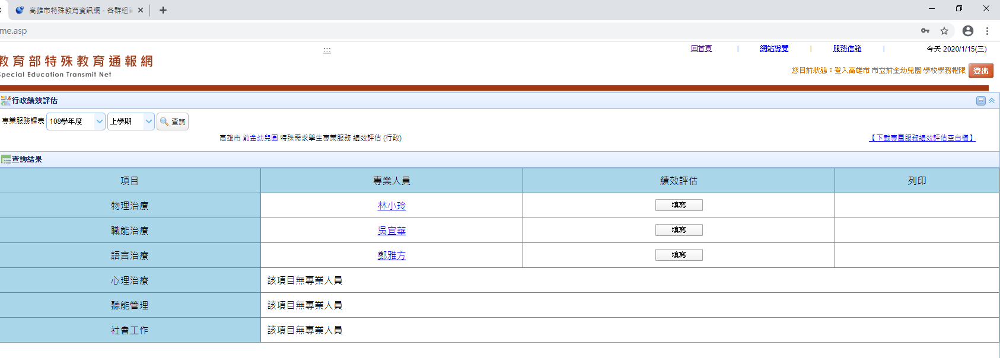 高雄市特殊教育資訊網 - 各群組
me.asp
:::
回首頁 | 網站導覽 | 服務信箱 | 今天 2020/1/15(三)
教育部特殊教育通報網
Special Education Transmit Net
您目前狀態：登入高雄市 市立前金幼兒園 學校學務權限 登出
行政績效評估
專業服務課表 108學年度 上學期 查詢
高雄市 前金幼兒園 特殊需求學生專業服務 績效評估 (行政)
【下載專團服務績效評估空白檔】
查詢結果
項目 專業人員 績效評估 列印
物理治療 林小玲 填寫
職能治療 吳宜華 填寫
語言治療 鄭雅方 填寫
心理治療 該項目無專業人員
聽能管理 該項目無專業人員
社會工作 該項目無專業人員